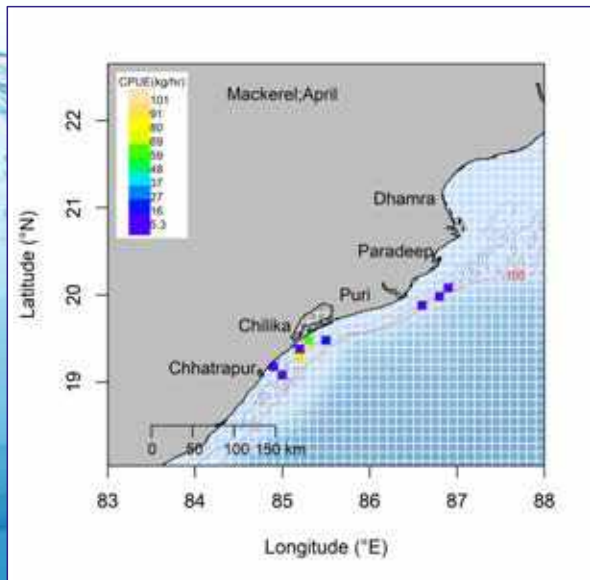 CPUE(kg/hr)
101
91
80
69
59
48
37
27
16
5.3
Mackerel;April
Dhamra
Paradeep
Puri
Chilika
Chhatrapur
100
0 50 100 150 km
22
21
20
19
Latitude (°N)
83 84 85 86 87 88
Longitude (°E)